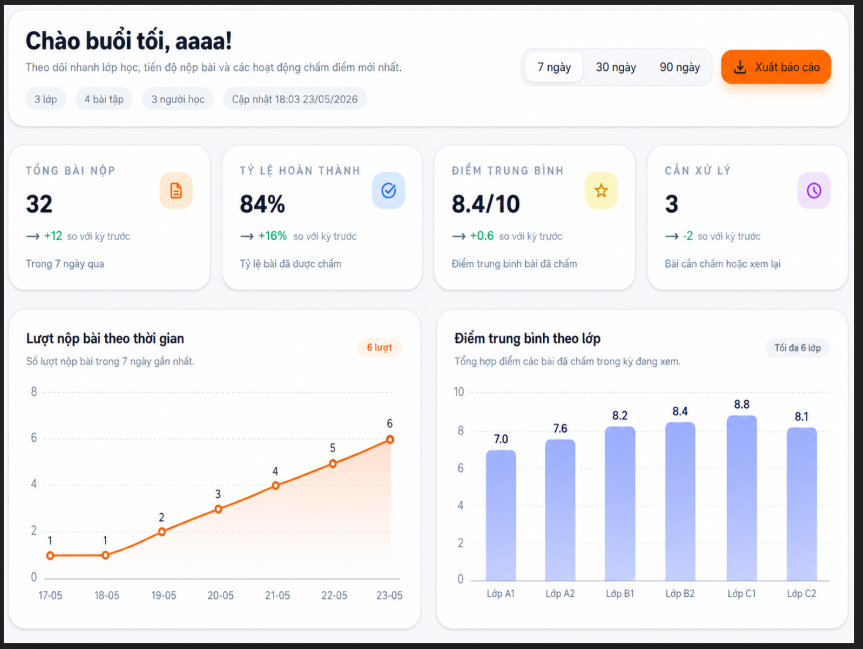 Chào buổi tối, aaaa!
Theo dõi nhanh lớp học, tiến độ nộp bài và các hoạt động chấm điểm mới nhất.
3 lớp
4 bài tập
3 người học
Cập nhật 18:03 23/05/2026
7 ngày
30 ngày
90 ngày
Xuất báo cáo
TỔNG BÀI NỘP
32
+12 so với kỳ trước
Trong 7 ngày qua
TỶ LỆ HOÀN THÀNH
84%
+16% so với kỳ trước
Tỷ lệ bài đã được chấm
ĐIỂM TRUNG BÌNH
8.4/10
+0.6 so với kỳ trước
Điểm trung bình bài đã chấm
CẦN XỬ LÝ
3
-2 so với kỳ trước
Bài cần chấm hoặc xem lại
Lượt nộp bài theo thời gian
Số lượt nộp bài trong 7 ngày gần nhất.
6 lượt
8
6
4
2
0
1
1
2
3
4
5
6
17-05
18-05
19-05
20-05
21-05
22-05
23-05
Điểm trung bình theo lớp
Tổng hợp điểm các bài đã chấm trong kỳ đang xem.
Tối đa 6 lớp
10
8
6
4
2
0
7.0
7.6
8.2
8.4
8.8
8.1
Lớp A1
Lớp A2
Lớp B1
Lớp B2
Lớp C1
Lớp C2